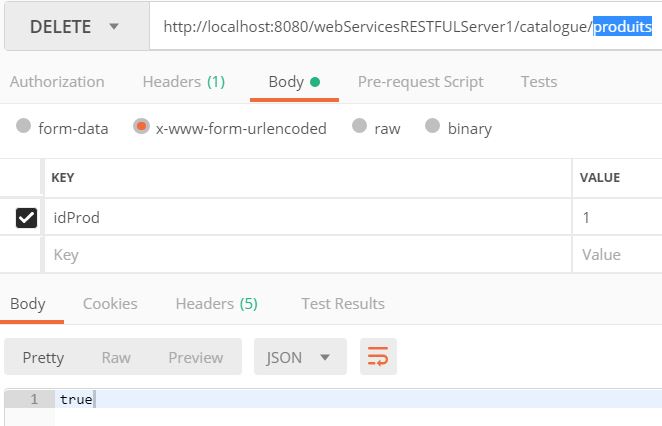 DELETE http://localhost:8080/webServicesRESTFULServer1/catalogue/produits
Authorization Headers (1) Body Pre-request Script Tests
form-data x-www-form-urlencoded raw binary
KEY VALUE
idProd 1
Key Value
Body Cookies Headers (5) Test Results
Pretty Raw Preview JSON
1 true